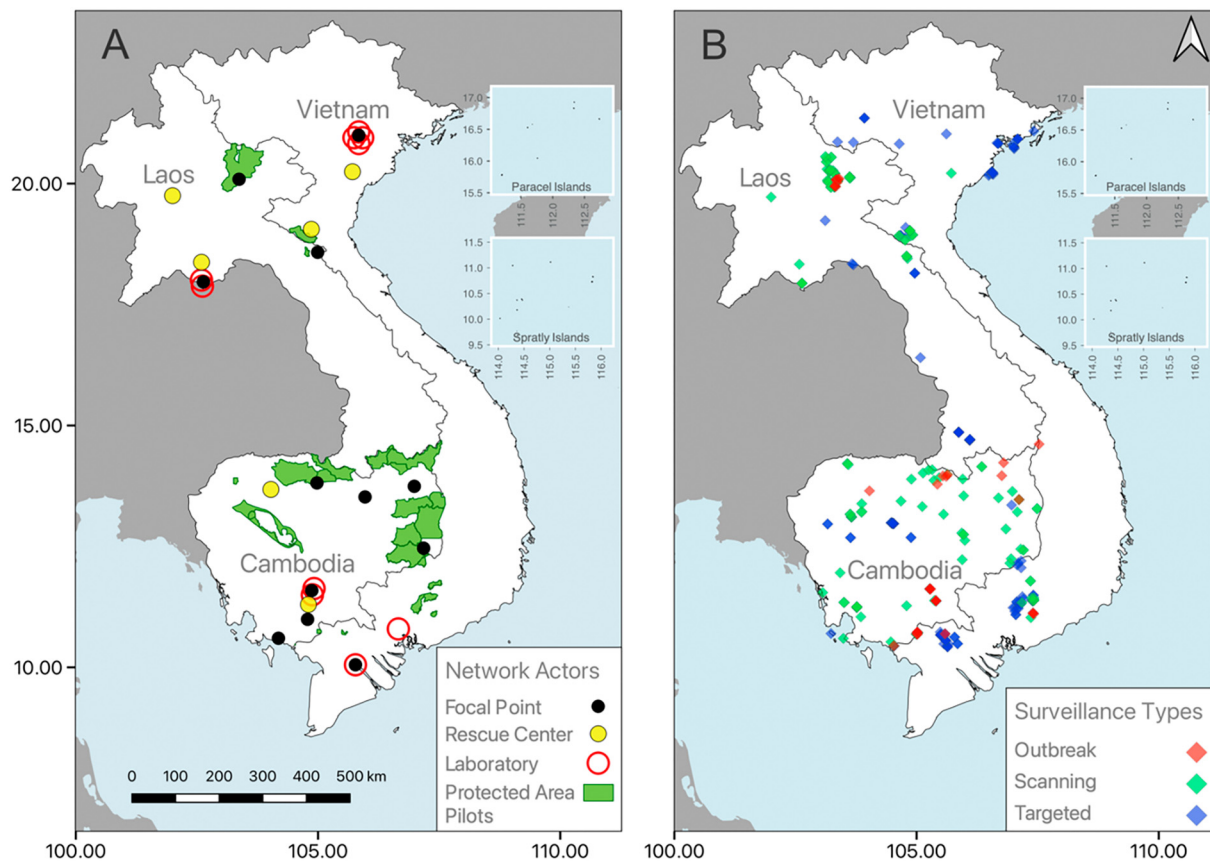 A
Vietnam
Laos
Cambodia
20.00
15.00
10.00
17.0
16.5
16.0
15.5
Paracel Islands
111.5
112.0
112.5
11.5
11.0
10.5
10.0
9.5
Spratly Islands
114.0
114.5
115.0
115.5
116.0
Network Actors
Focal Point
Rescue Center
Laboratory
Protected Area
Pilots
0 100 200 300 400 500 km
100.00 105.00 110.00
B
Vietnam
Laos
Cambodia
17.0
16.5
16.0
15.5
Paracel Islands
111.5
112.0
112.5
11.5
11.0
10.5
10.0
9.5
Spratly Islands
114.0
114.5
115.0
115.5
116.0
Surveillance Types
Outbreak
Scanning
Targeted
100.00 105.00 110.00